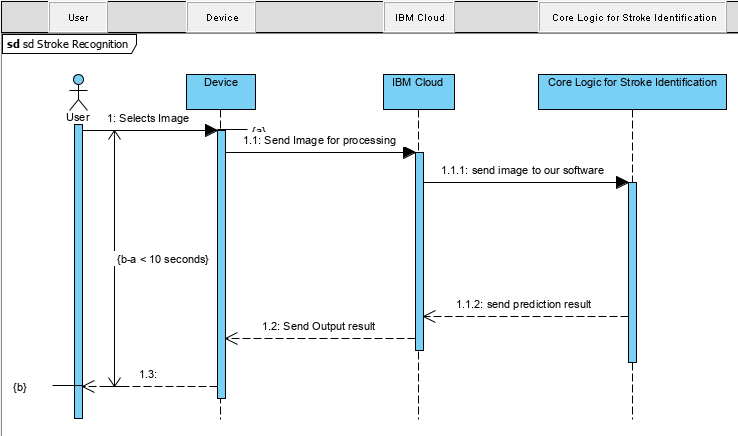 User
Device
IBM Cloud
Core Logic for Stroke Identification
sd sd Stroke Recognition
Device
IBM Cloud
Core Logic for Stroke Identification
User
1: Selects Image
{a}
1.1: Send Image for processing
1.1.1: send image to our software
{b-a < 10 seconds}
1.1.2: send prediction result
1.2: Send Output result
1.3:
{b}